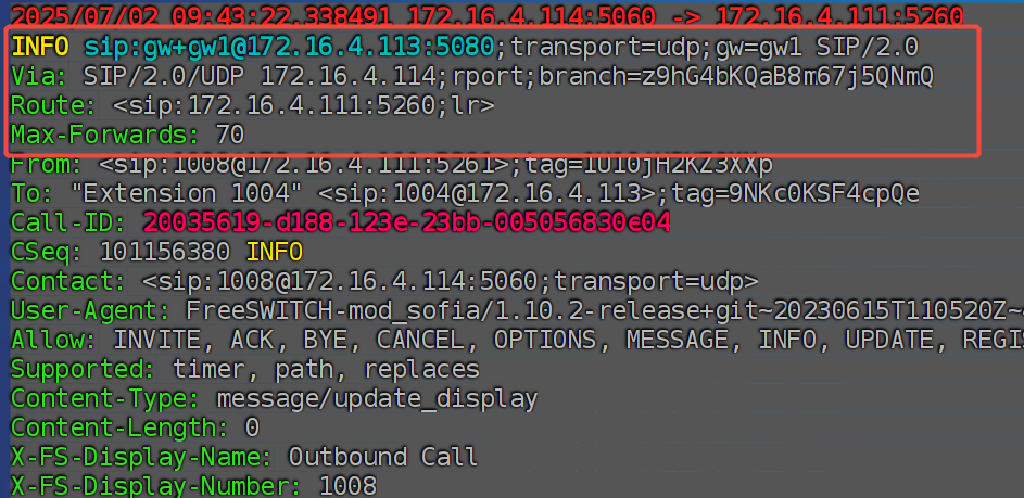 2025/07/02 09:43:22.338491 172.16.4.114:5060 -> 172.16.4.111:5260
INFO sip:gw+gw1@172.16.4.113:5080;transport=udp;gw=gw1 SIP/2.0
Via: SIP/2.0/UDP 172.16.4.114;rport;branch=z9hG4bKQaB8m67j5QNmQ
Route: <sip:172.16.4.111:5260;lr>
Max-Forwards: 70
From: <sip:1008@172.16.4.111:5261>;tag=1U10jH2KZ3XXp
To: "Extension 1004" <sip:1004@172.16.4.113>;tag=9NKc0KSF4cpQe
Call-ID: 20035619-d188-123e-23bb-005056830e04
CSeq: 101156380 INFO
Contact: <sip:1008@172.16.4.114:5060;transport=udp>
User-Agent: FreeSWITCH-mod_sofia/1.10.2-release+git~20230615T110520Z~
Allow: INVITE, ACK, BYE, CANCEL, OPTIONS, MESSAGE, INFO, UPDATE, REGIS
Supported: timer, path, replaces
Content-Type: message/update_display
Content-Length: 0
X-FS-Display-Name: Outbound Call
X-FS-Display-Number: 1008